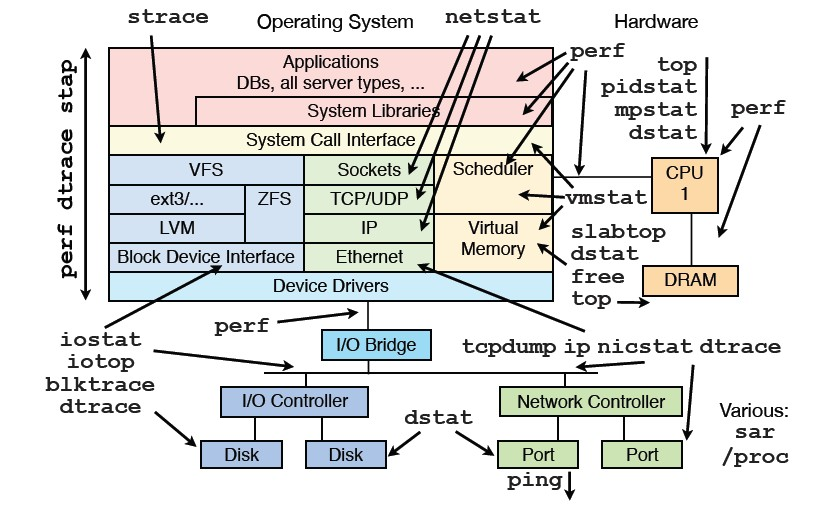 strace
Operating System
netstat
Hardware
perf dtrace stap
Applications
DBs, all server types, ...
System Libraries
System Call Interface
VFS
Sockets
Scheduler
ext3/...
ZFS
TCP/UDP
LVM
IP
Virtual
Memory
Block Device Interface
Ethernet
Device Drivers
perf
top
pidstat
mpstat
dstat
perf
CPU
1
vmstat
slabtop
dstat
free
top
DRAM
perf
I/O Bridge
iostat
iotop
blktrace
dtrace
tcpdump ip nicstat dtrace
I/O Controller
Network Controller
dstat
Disk
Disk
Port
Port
ping
Various:
sar
/proc